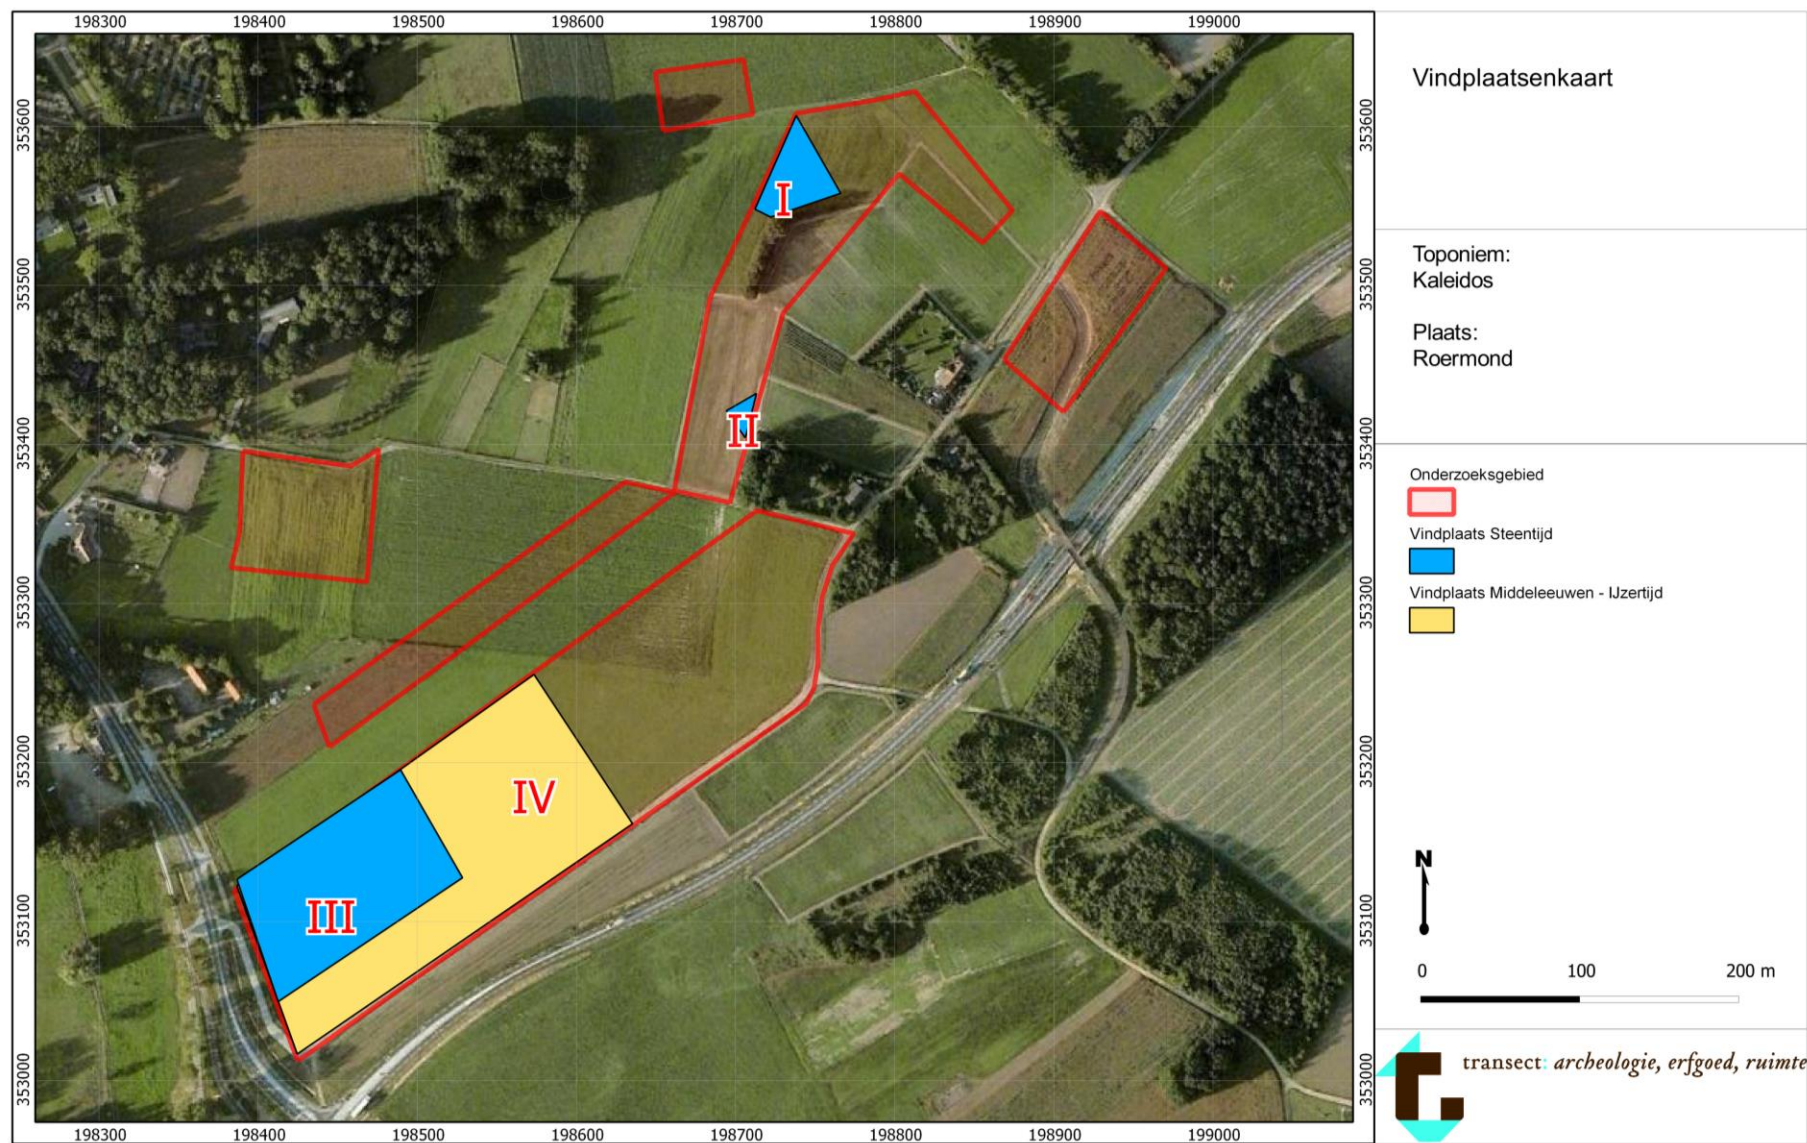 198300 198400 198500 198600 198700 198800 198900 199000
353600 353600
353500 353500
353400 353400
353300 353300
353200 353200
353100 353100
353000 353000
198300 198400 198500 198600 198700 198800 198900 199000
I
II
III
IV
Vindplaatsenkaart
Toponiem:
Kaleidos
Plaats:
Roermond
Onderzoeksgebied
Vindplaats Steentijd
Vindplaats Middeleeuwen - IJzertijd
N
0 100 200 m
transect: archeologie, erfgoed, ruimte